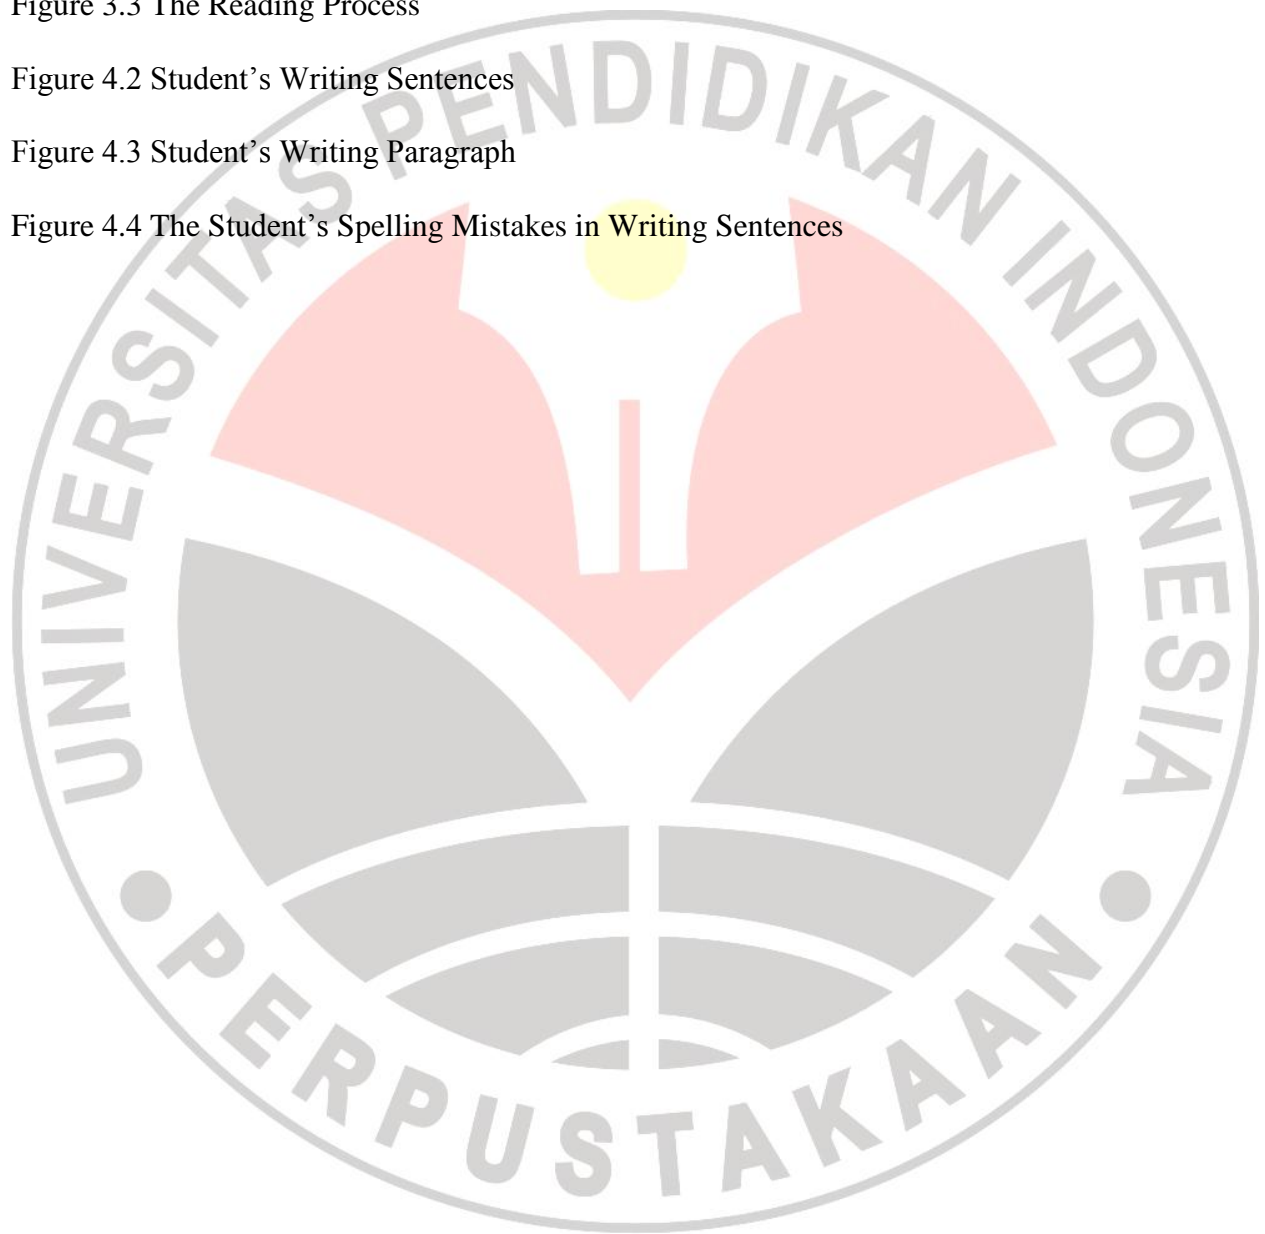 Figure 3.3 The Reading Process
Figure 4.2 Student’s Writing Sentences
Figure 4.3 Student’s Writing Paragraph
Figure 4.4 The Student’s Spelling Mistakes in Writing Sentences
UNIVERSITAS PENDIDIKAN INDONESIA
PERPUSTAKAAN